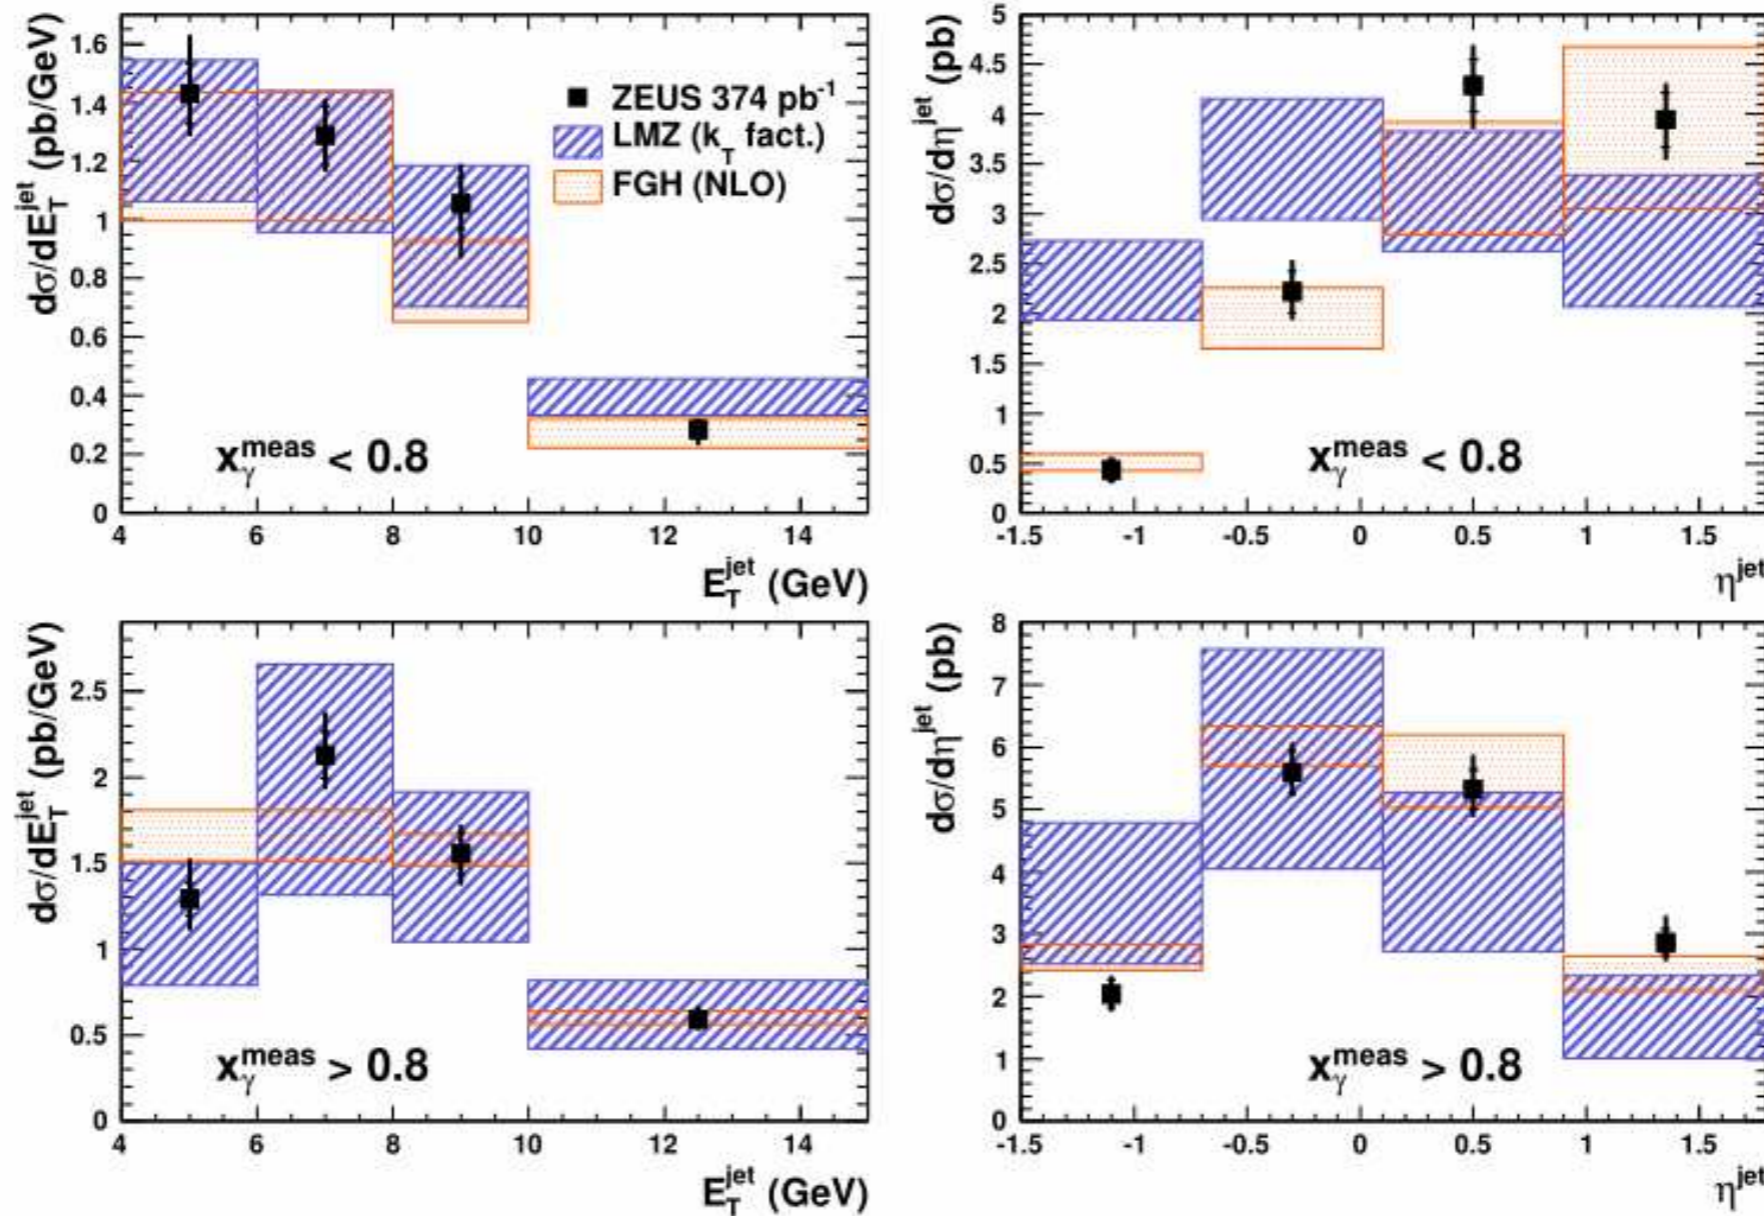 dσ/dE_T^jet (pb/GeV)
1.6
1.4
1.2
1
0.8
0.6
0.4
0.2
0
ZEUS 374 pb⁻¹
LMZ (k_T fact.)
FGH (NLO)
x_γ^meas < 0.8
4 6 8 10 12 14
E_T^jet (GeV)
dσ/dη^jet (pb)
5
4.5
4
3.5
3
2.5
2
1.5
1
0.5
0
x_γ^meas < 0.8
-1.5 -1 -0.5 0 0.5 1 1.5
η^jet
dσ/dE_T^jet (pb/GeV)
2.5
2
1.5
1
0.5
0
x_γ^meas > 0.8
4 6 8 10 12 14
E_T^jet (GeV)
dσ/dη^jet (pb)
8
7
6
5
4
3
2
1
0
x_γ^meas > 0.8
-1.5 -1 -0.5 0 0.5 1 1.5
η^jet